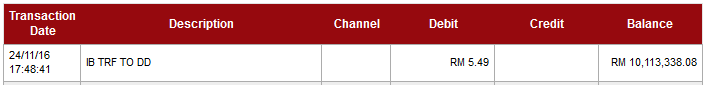 Transaction Date Description Channel Debit Credit Balance
24/11/16 IB TRF TO DD RM 5.49 RM 10,113,338.08
17:48:41